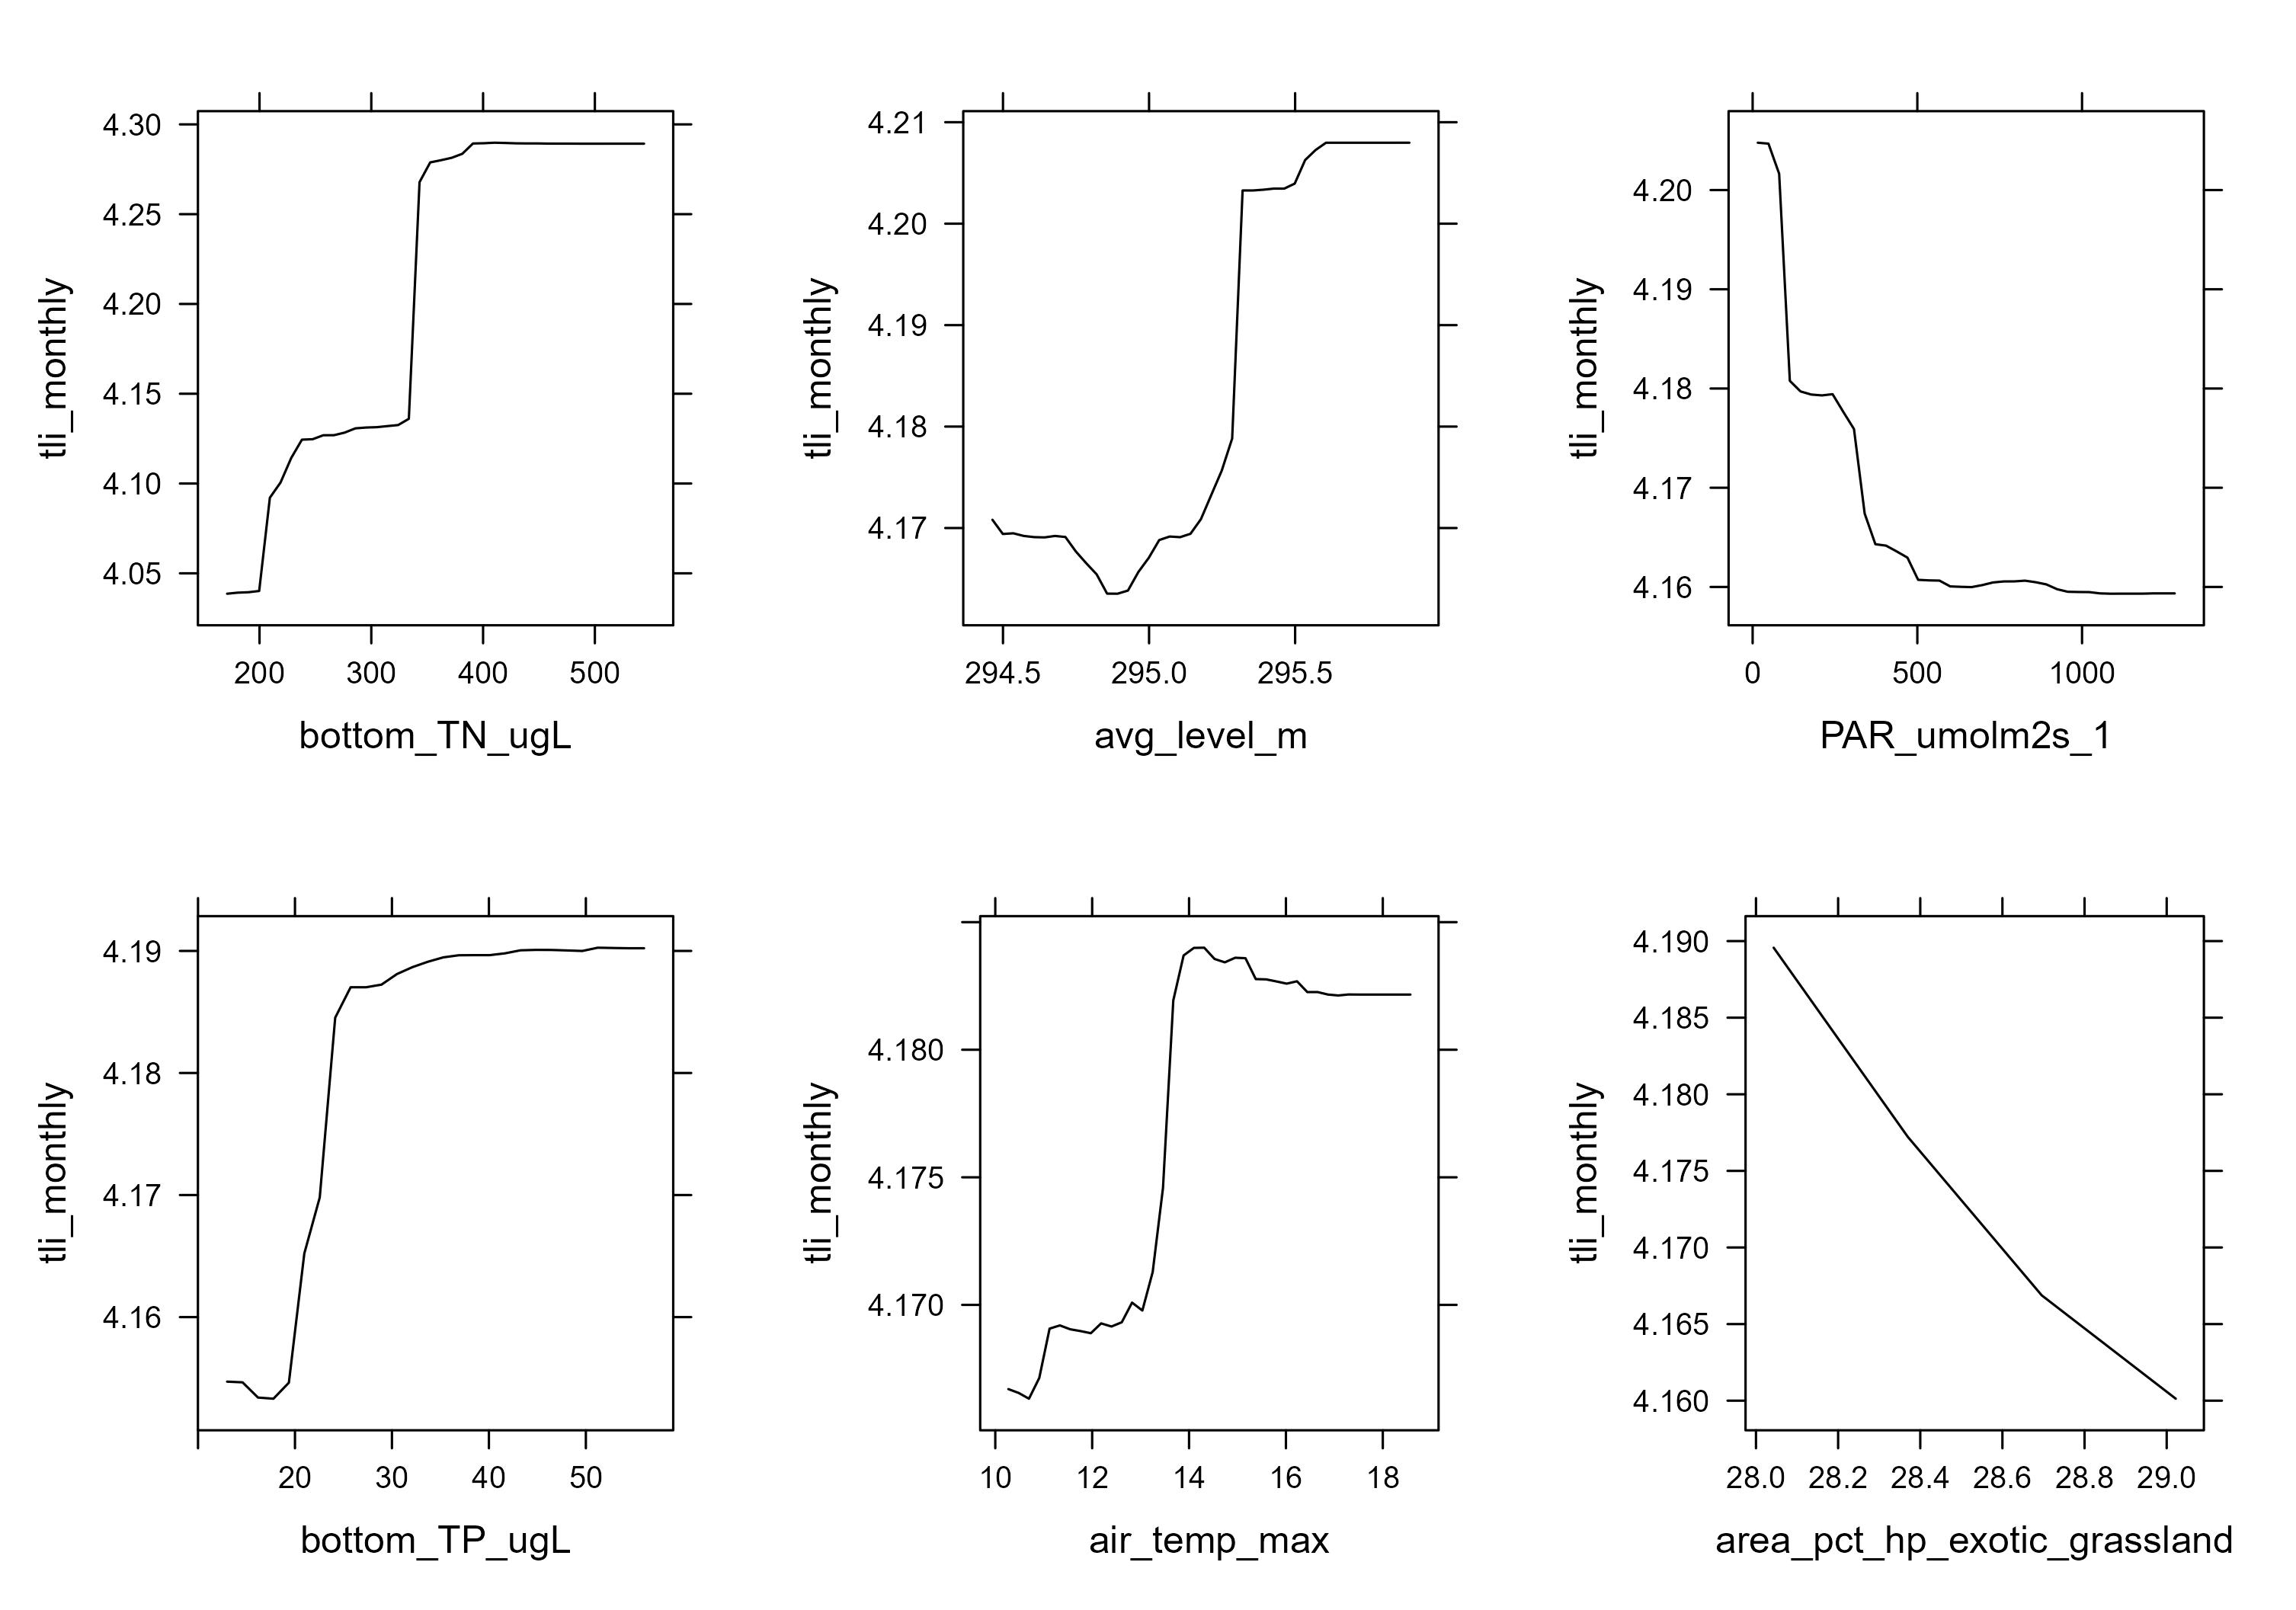 4.30
4.25
4.20
4.15
4.10
4.05
tli_monthly
200 300 400 500
bottom_TN_ugL
4.21
4.20
4.19
4.18
4.17
tli_monthly
294.5 295.0 295.5
avg_level_m
4.20
4.19
4.18
4.17
4.16
tli_monthly
0 500 1000
PAR_umolm2s_1
4.19
4.18
4.17
4.16
tli_monthly
20 30 40 50
bottom_TP_ugL
4.180
4.175
4.170
tli_monthly
10 12 14 16 18
air_temp_max
4.190
4.185
4.180
4.175
4.170
4.165
4.160
tli_monthly
28.0 28.2 28.4 28.6 28.8 29.0
area_pct_hp_exotic_grassland